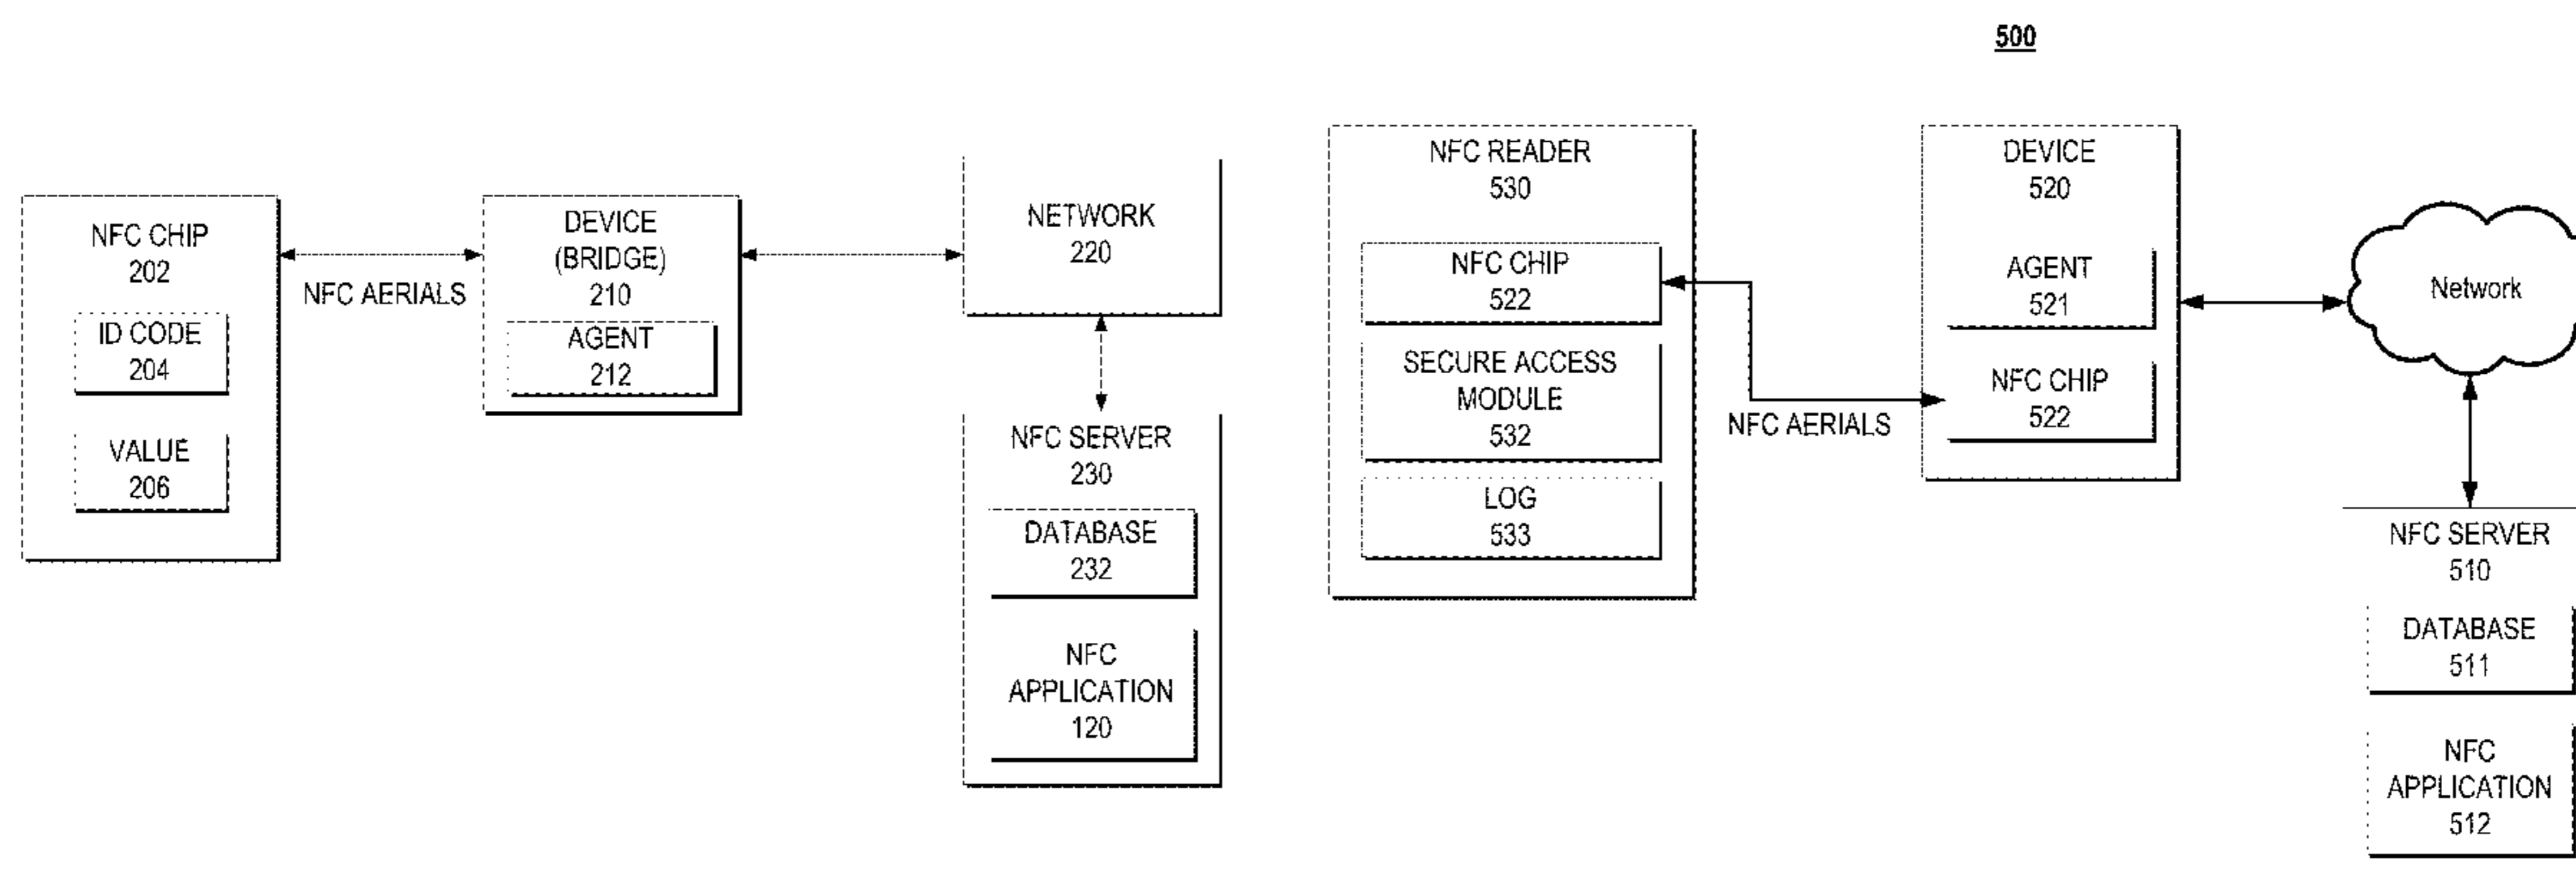 500
NFC CHIP
202
ID CODE
204
VALUE
206
NFC AERIALS
DEVICE
(BRIDGE)
210
AGENT
212
NETWORK
220
NFC SERVER
230
DATABASE
232
NFC
APPLICATION
120
NFC READER
530
NFC CHIP
522
SECURE ACCESS
MODULE
532
LOG
533
NFC AERIALS
DEVICE
520
AGENT
521
NFC CHIP
522
Network
NFC SERVER
510
DATABASE
511
NFC
APPLICATION
512